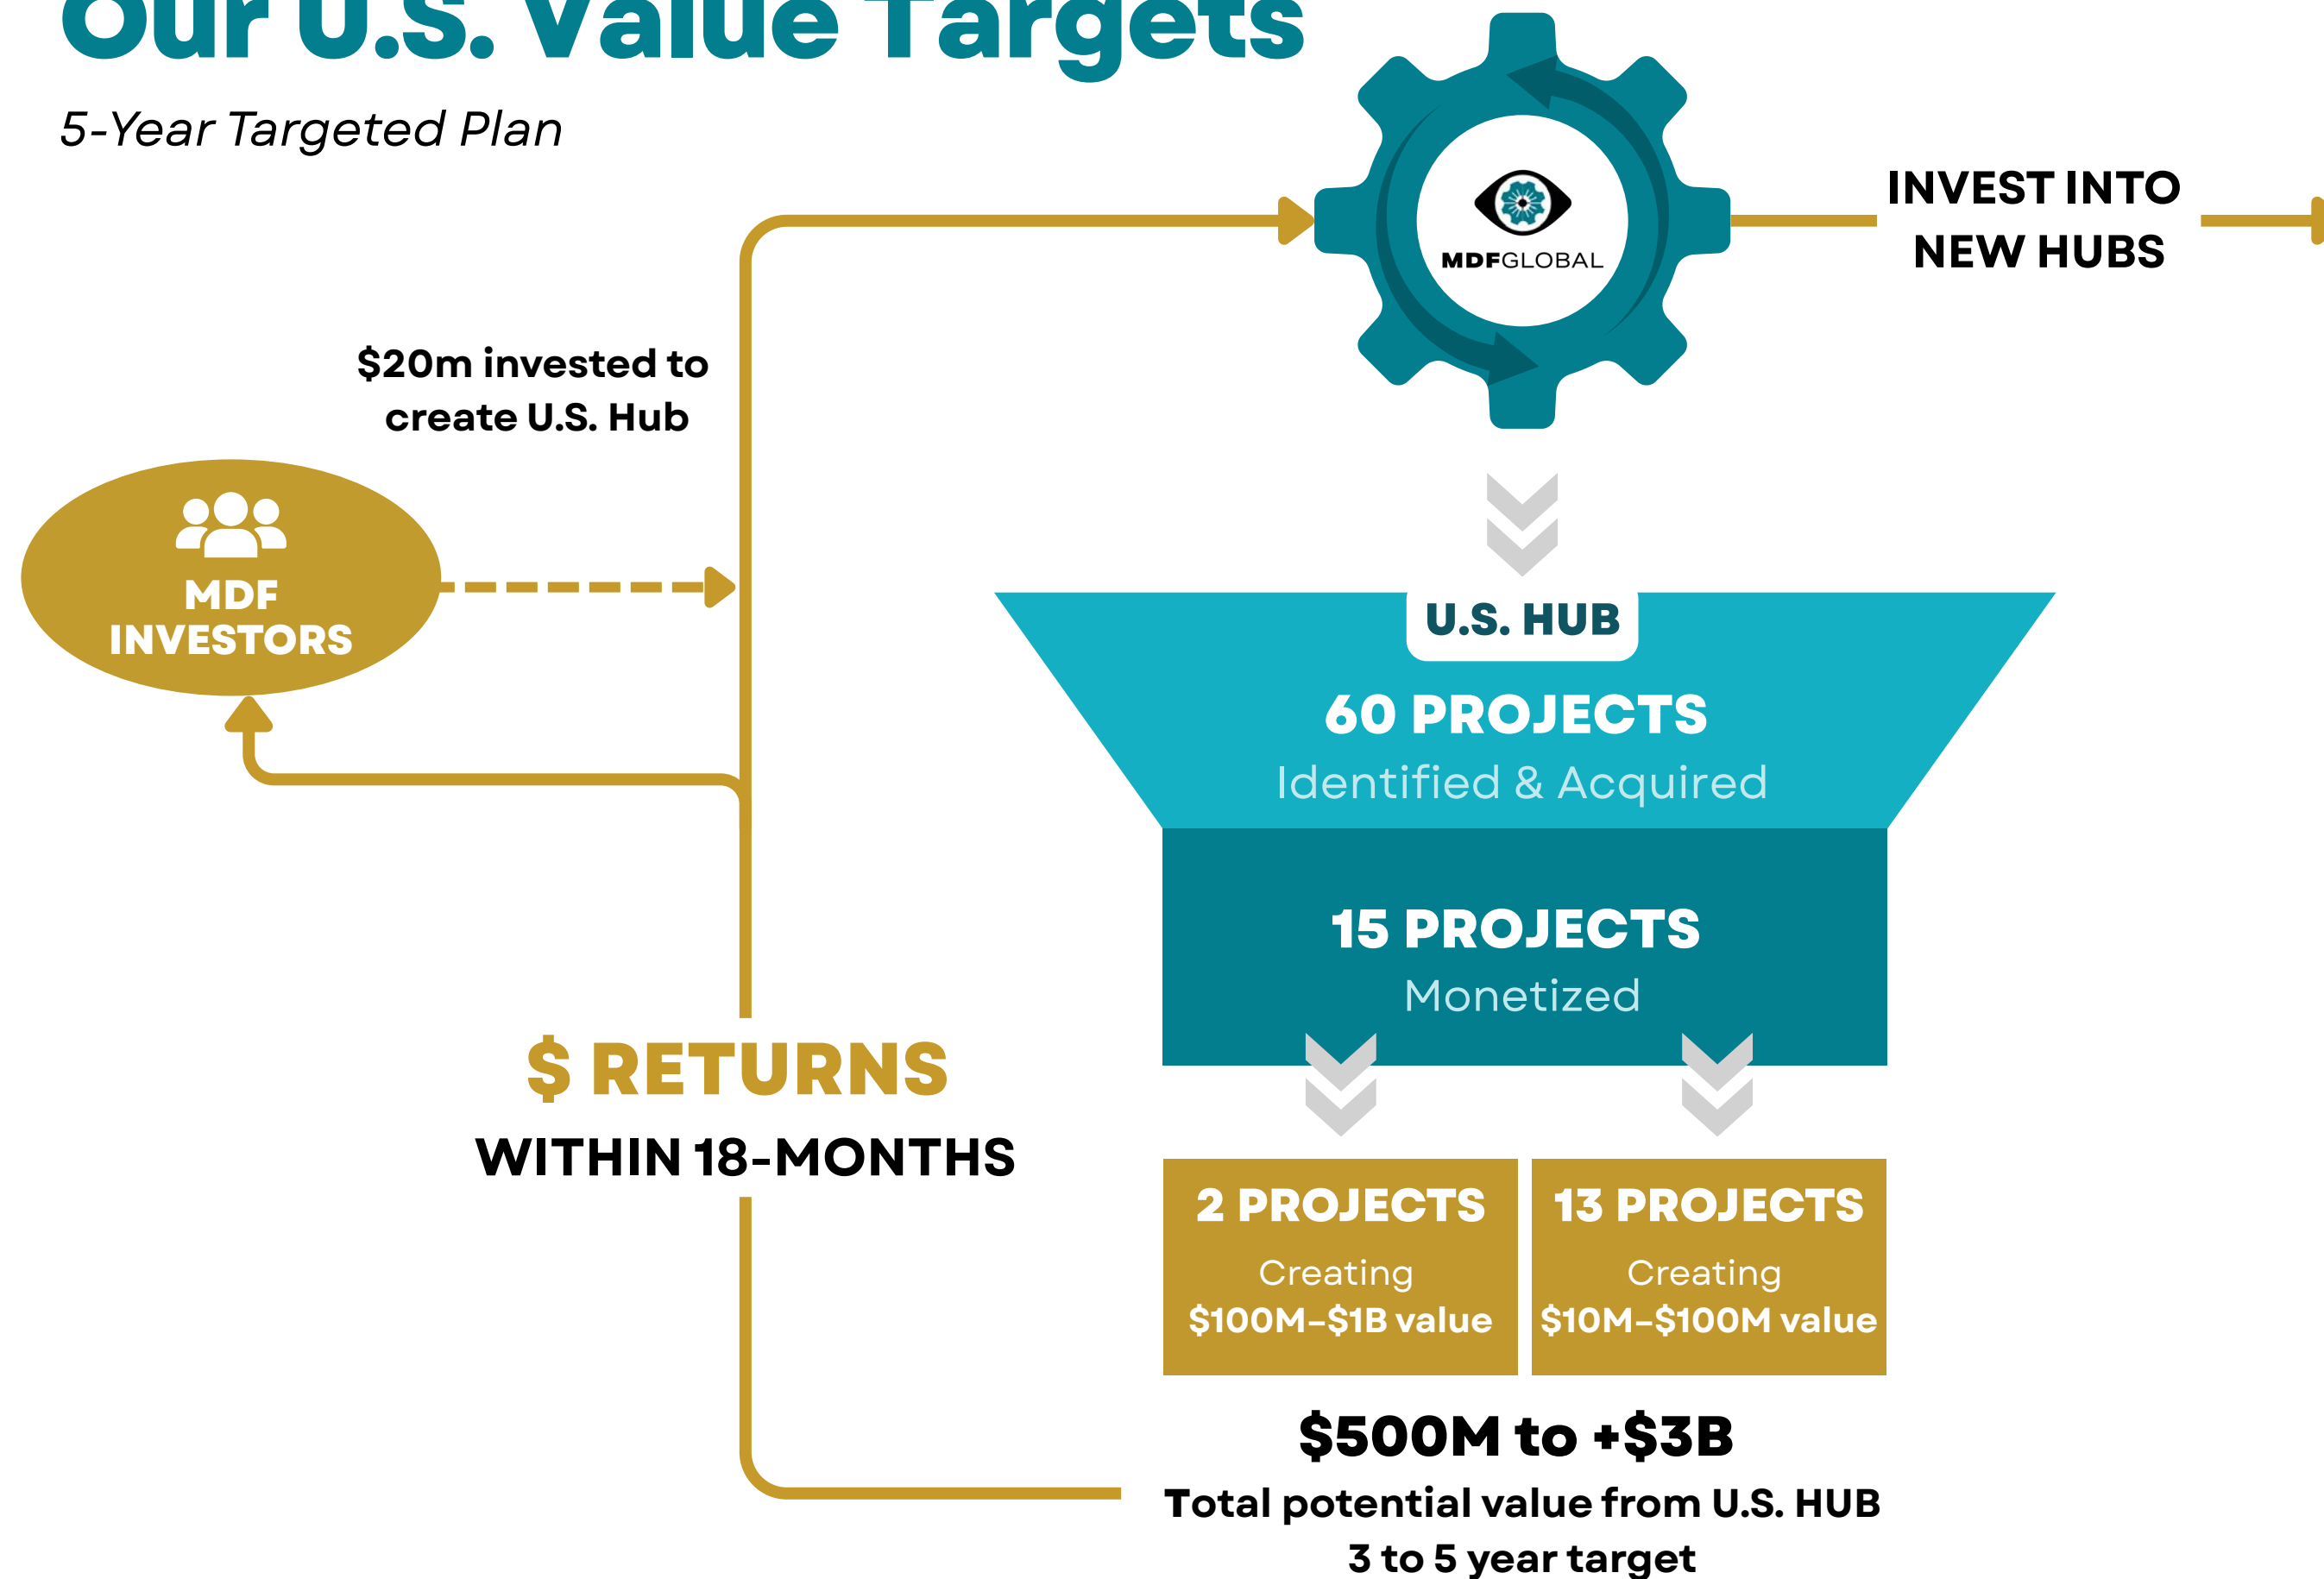 Our U.S. Value Targets
5-Year Targeted Plan
MDFGLOBAL
INVEST INTO
NEW HUBS
$20m invested to
create U.S. Hub
MDF
INVESTORS
U.S. HUB
60 PROJECTS
Identified & Acquired
15 PROJECTS
Monetized
$ RETURNS
WITHIN 18-MONTHS
2 PROJECTS
Creating
$100M–$1B value
13 PROJECTS
Creating
$10M–$100M value
$500M to +$3B
Total potential value from U.S. HUB
3 to 5 year target